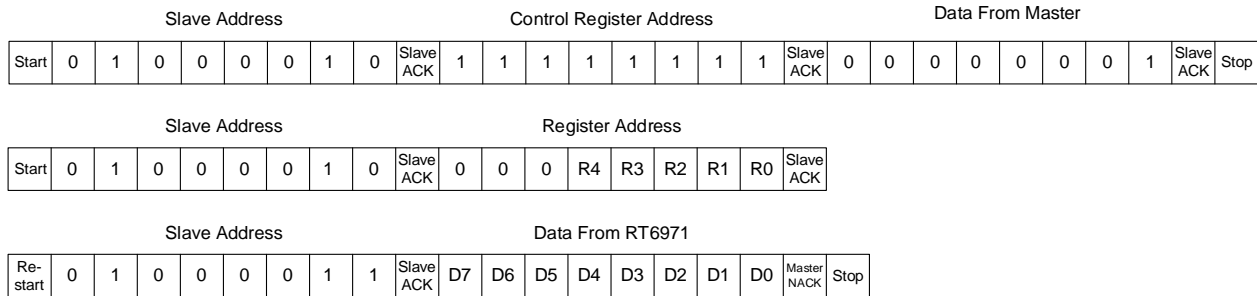 Slave Address Control Register Address Data From Master
Start 0 1 0 0 0 0 1 0 Slave ACK 1 1 1 1 1 1 1 1 Slave ACK 0 0 0 0 0 0 0 1 Slave ACK Stop
Slave Address Register Address
Start 0 1 0 0 0 0 1 0 Slave ACK 0 0 0 R4 R3 R2 R1 R0 Slave ACK
Slave Address Data From RT6971
Re-start 0 1 0 0 0 0 1 1 Slave ACK D7 D6 D5 D4 D3 D2 D1 D0 Master NACK Stop